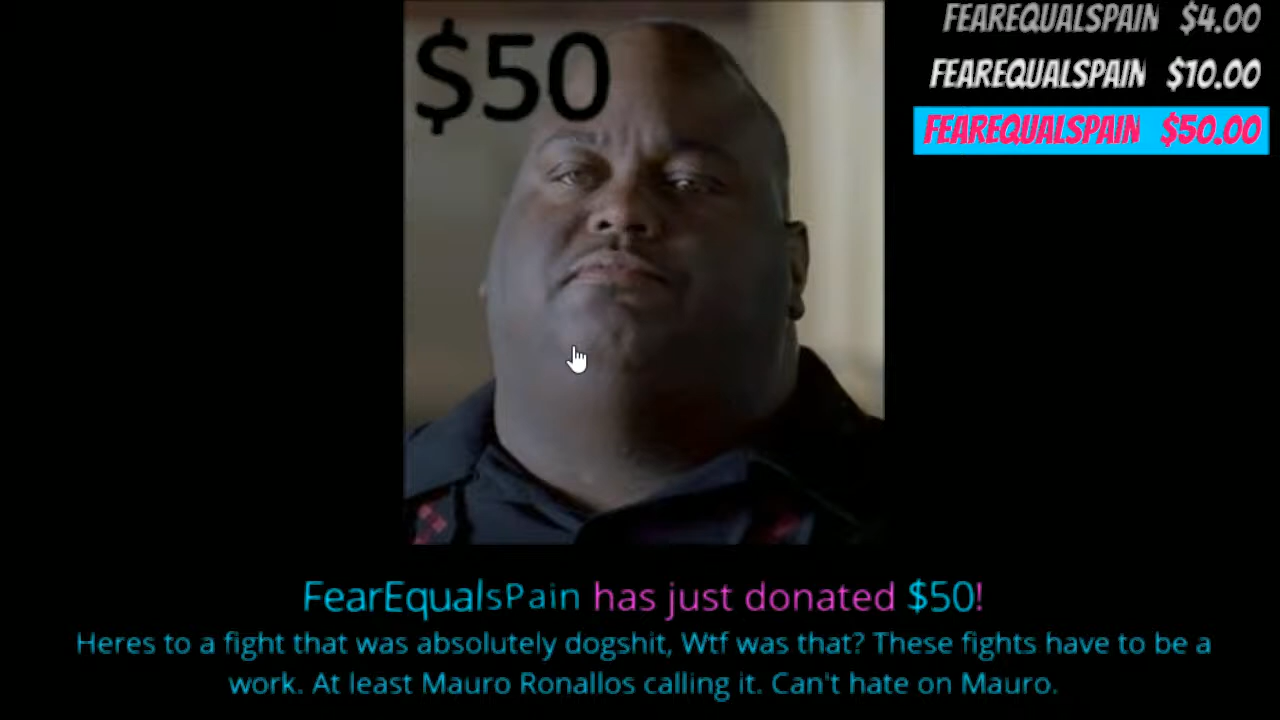 $50
FEAREQUALSPAIN $4.00
FEAREQUALSPAIN $10.00
FEAREQUALSPAIN $50.00
FearEqualsPain has just donated $50!
Heres to a fight that was absolutely dogshit, Wtf was that? These fights have to be a
work. At least Mauro Ronallos calling it. Can't hate on Mauro.